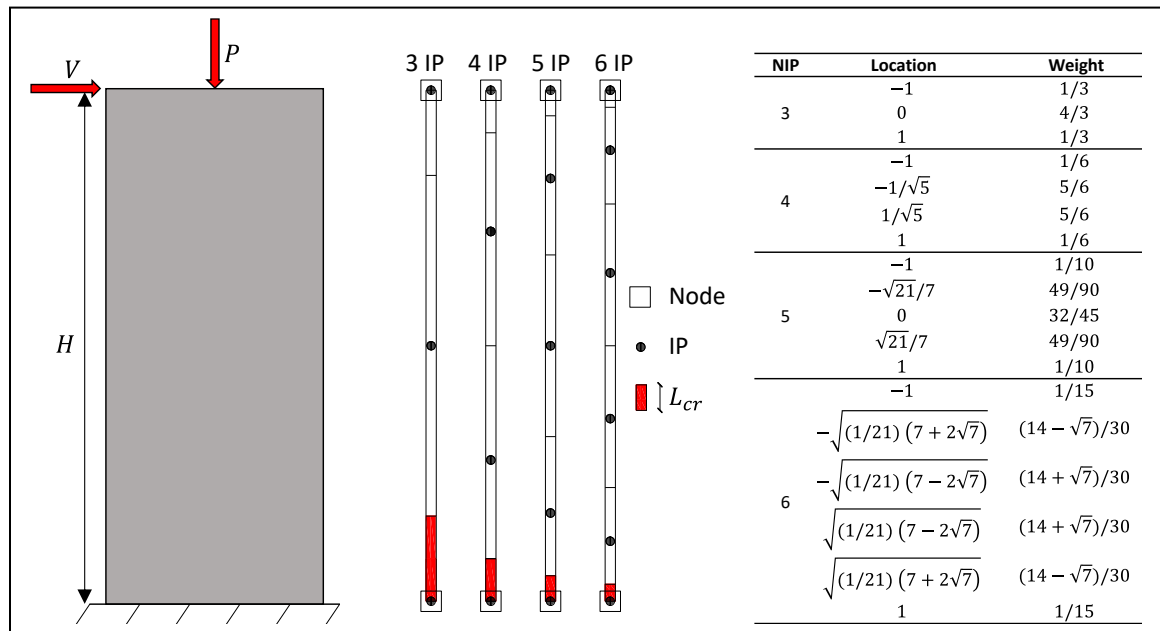 P
V
H
3 IP 4 IP 5 IP 6 IP
Node
IP
L_cr
NIP Location Weight
3
−1 1/3
0 4/3
1 1/3
4
−1 1/6
−1/√5 5/6
1/√5 5/6
1 1/6
5
−1 1/10
−√21/7 49/90
0 32/45
√21/7 49/90
1 1/10
6
−1 1/15
−√((1/21) (7 + 2√7)) (14 − √7)/30
−√((1/21) (7 − 2√7)) (14 + √7)/30
√((1/21) (7 − 2√7)) (14 + √7)/30
√((1/21) (7 + 2√7)) (14 − √7)/30
1 1/15